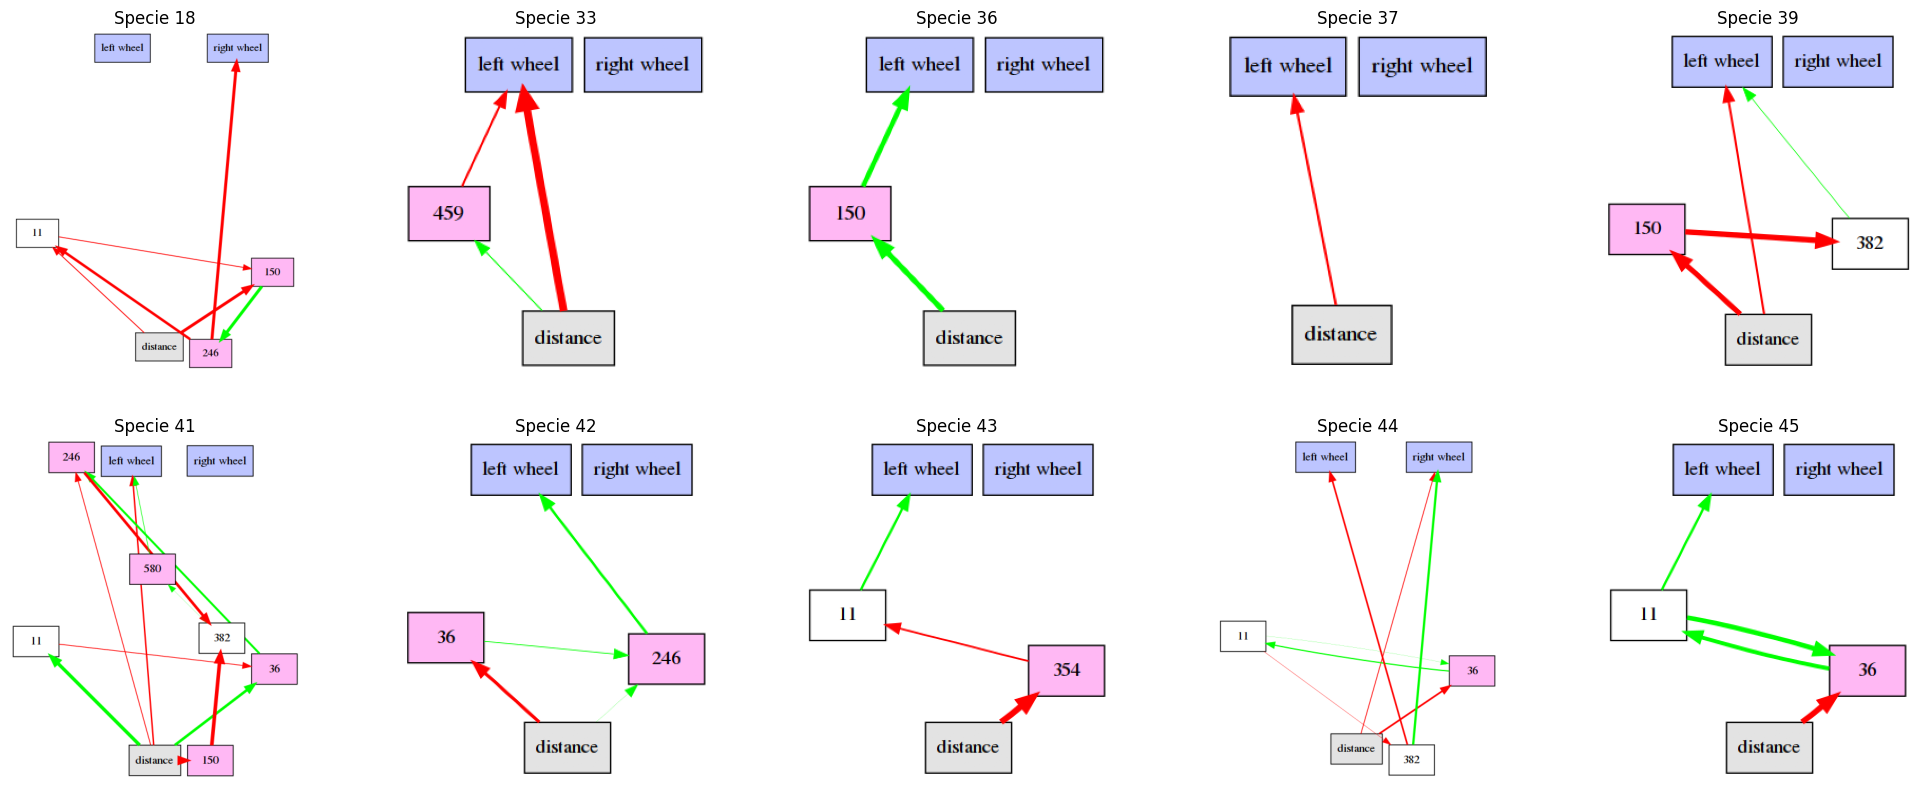 Specie 18
left wheel
right wheel
11
150
distance
246
Specie 33
left wheel
right wheel
459
distance
Specie 36
left wheel
right wheel
150
distance
Specie 37
left wheel
right wheel
distance
Specie 39
left wheel
right wheel
150
382
distance
Specie 41
246
left wheel
right wheel
580
11
382
36
distance
150
Specie 42
left wheel
right wheel
36
246
distance
Specie 43
left wheel
right wheel
11
354
distance
Specie 44
left wheel
right wheel
11
36
distance
382
Specie 45
left wheel
right wheel
11
36
distance